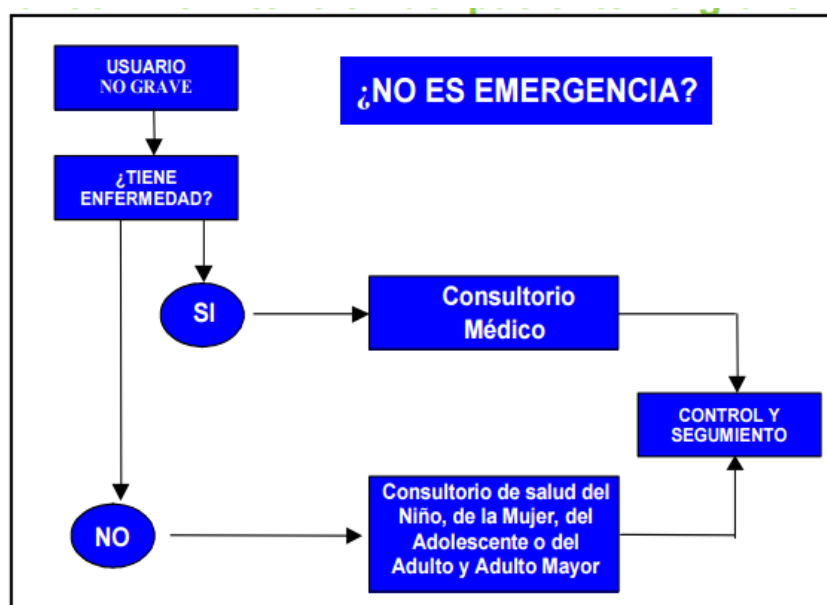 USUARIO
NO GRAVE
¿NO ES EMERGENCIA?
¿TIENE
ENFERMEDAD?
SI
Consultorio
Médico
CONTROL Y
SEGUMIENTO
NO
Consultorio de salud del
Niño, de la Mujer, del
Adolescente o del
Adulto y Adulto Mayor